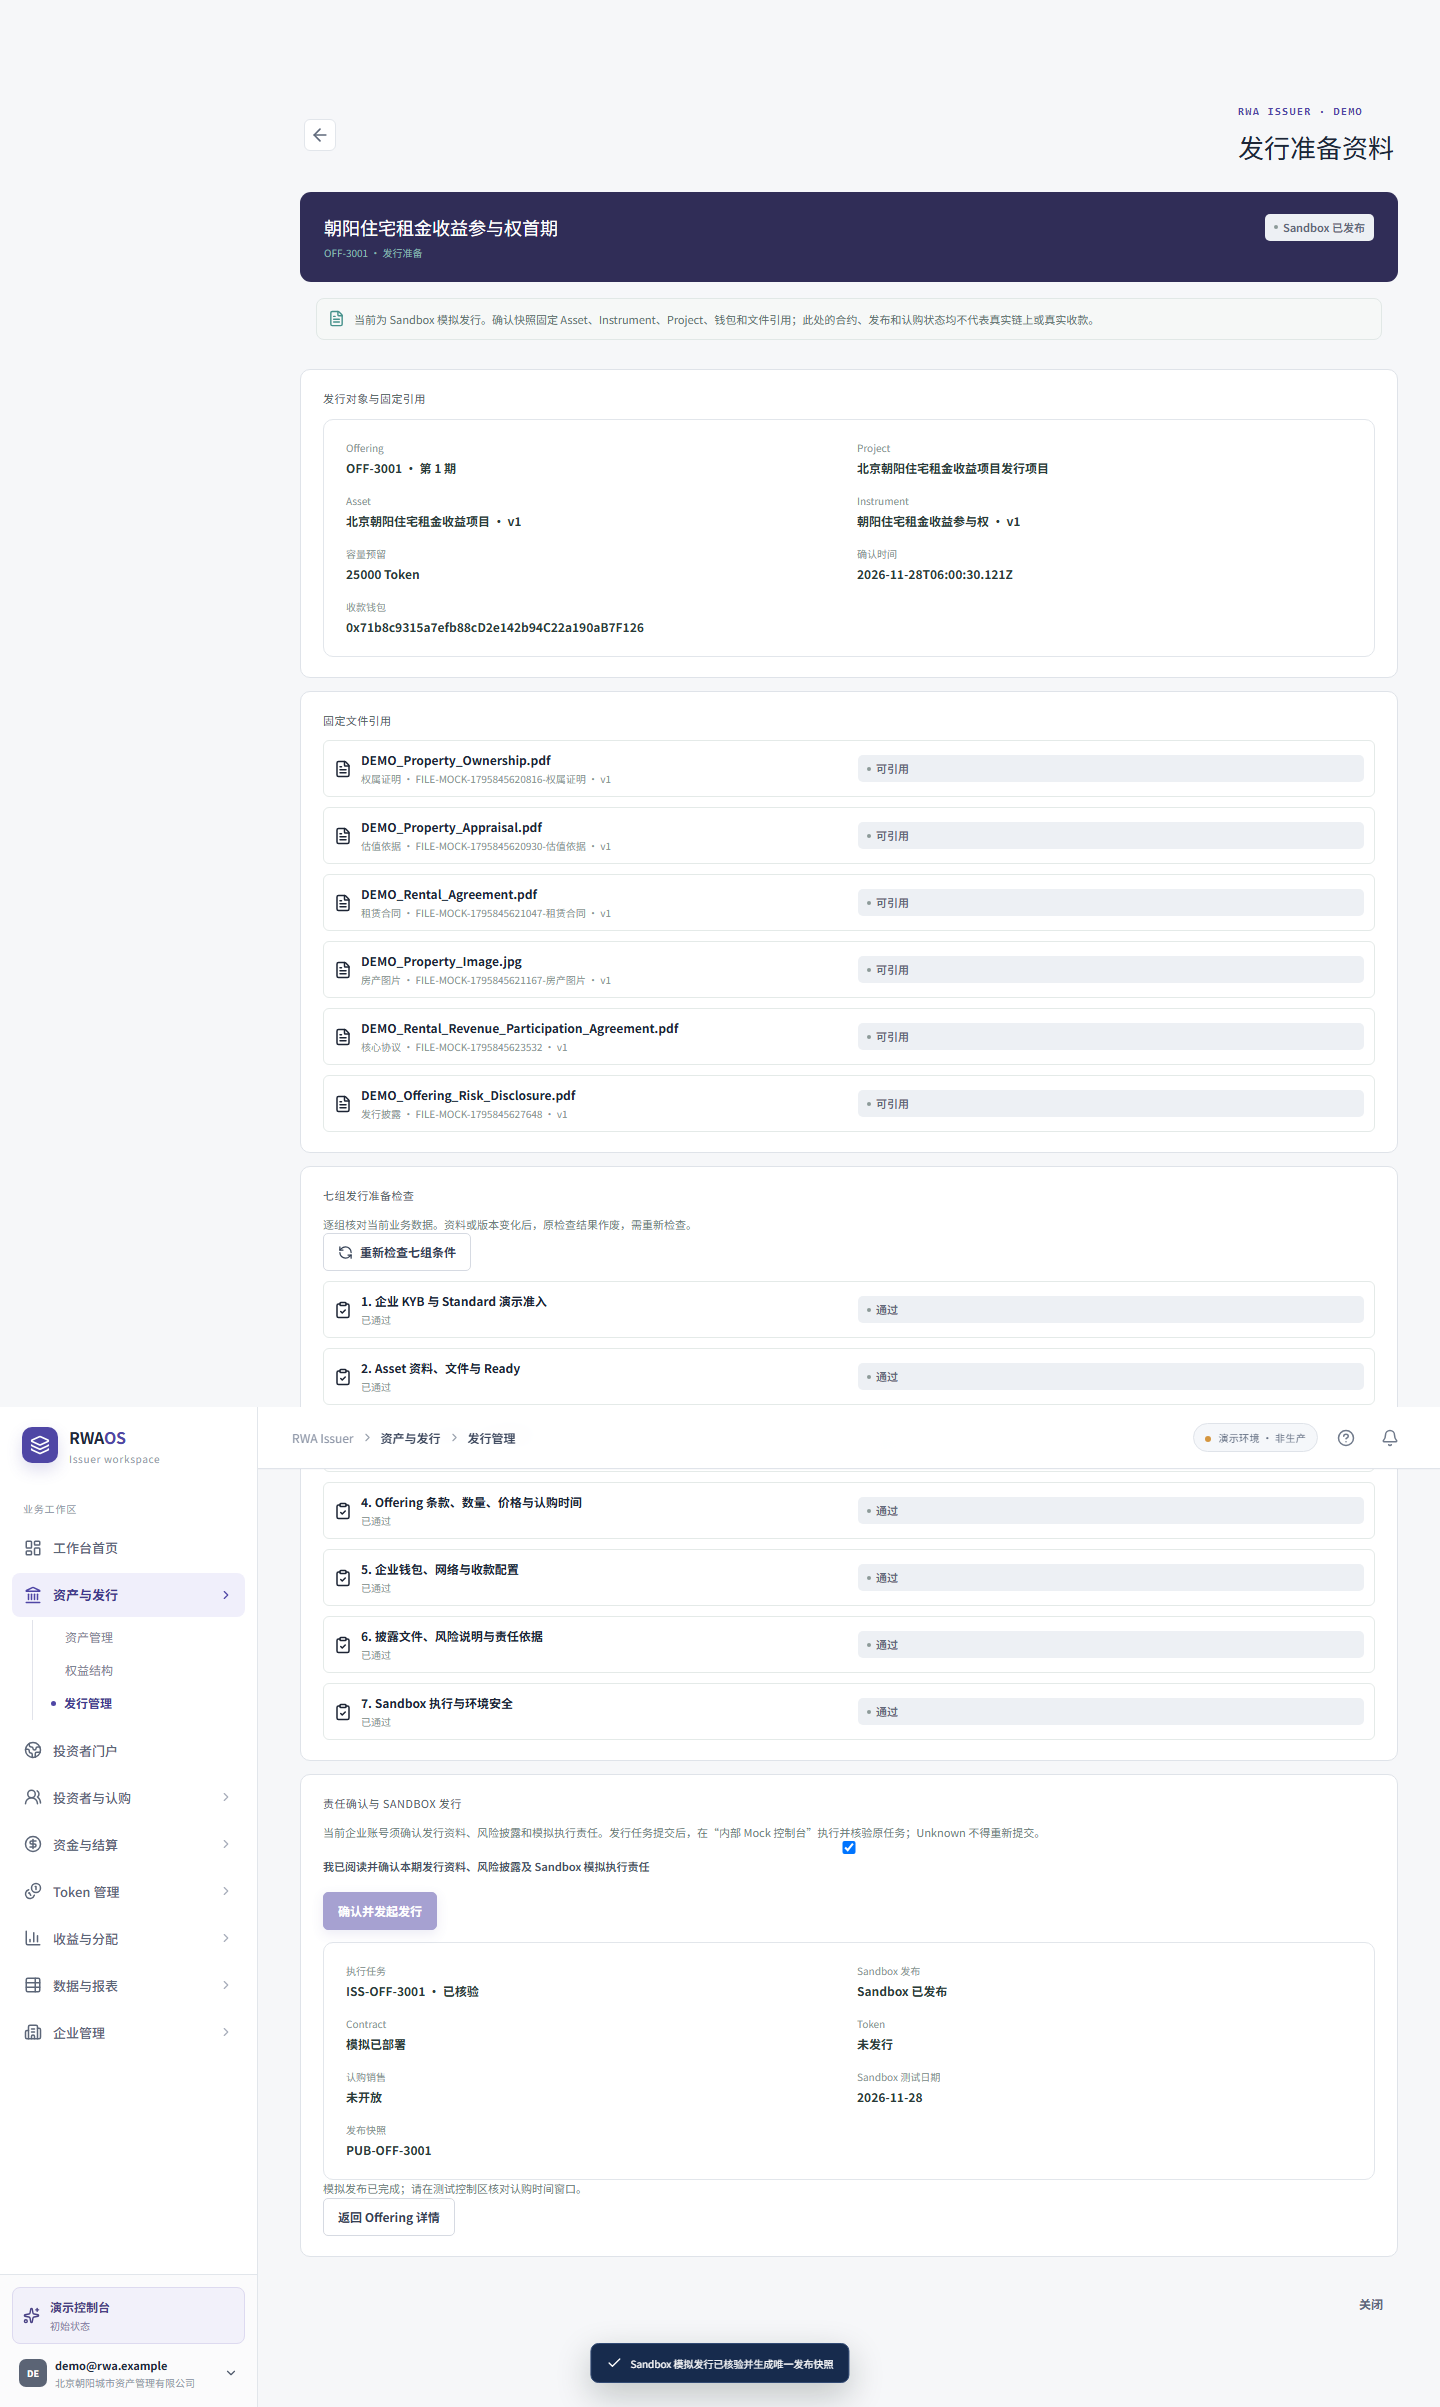 RWA ISSUER · DEMO
发行准备资料
朝阳住宅租金收益参与权首期
OFF-3001 · 发行准备
Sandbox 已发布
当前为 Sandbox 模拟发行。确认快照固定 Asset、Instrument、Project、钱包和文件引用；此处的合约、发布和认购状态均不代表真实链上或真实收款。
发行对象与固定引用
Offering
OFF-3001 · 第 1 期
Project
北京朝阳住宅租金收益项目发行项目
Asset
北京朝阳住宅租金收益项目 · v1
Instrument
朝阳住宅租金收益参与权 · v1
容量预留
25000 Token
确认时间
2026-11-28T06:00:30.121Z
收款钱包
0x71b8c9315a7efb88cD2e142b94C22a190aB7F126
固定文件引用
DEMO_Property_Ownership.pdf
权属证明 · FILE-MOCK-1795845620816-权属证明 · v1
可引用
DEMO_Property_Appraisal.pdf
估值依据 · FILE-MOCK-1795845620930-估值依据 · v1
可引用
DEMO_Rental_Agreement.pdf
租赁合同 · FILE-MOCK-1795845621047-租赁合同 · v1
可引用
DEMO_Property_Image.jpg
房产图片 · FILE-MOCK-1795845621167-房产图片 · v1
可引用
DEMO_Rental_Revenue_Participation_Agreement.pdf
核心协议 · FILE-MOCK-1795845623532 · v1
可引用
DEMO_Offering_Risk_Disclosure.pdf
发行披露 · FILE-MOCK-1795845627648 · v1
可引用
七组发行准备检查
逐组核对当前业务数据。资料或版本变化后，原检查结果作废，需重新检查。
重新检查七组条件
1. 企业 KYB 与 Standard 演示准入
已通过
通过
2. Asset 资料、文件与 Ready
已通过
通过
RWAOS
Issuer workspace
RWA Issuer > 资产与发行 > 发行管理
演示环境 · 非生产
业务工作区
工作台首页
资产与发行
资产管理
权益结构
发行管理
投资者门户
投资者与认购
资金与结算
Token 管理
收益与分配
数据与报表
企业管理
演示控制台
初始状态
DE
demo@rwa.example
北京朝阳城市资产管理有限公司
4. Offering 条款、数量、价格与认购时间
已通过
通过
5. 企业钱包、网络与收款配置
已通过
通过
6. 披露文件、风险说明与责任依据
已通过
通过
7. Sandbox 执行与环境安全
已通过
通过
责任确认与 SANDBOX 发行
当前企业账号须确认发行资料、风险披露和模拟执行责任。发行任务提交后，在“内部 Mock 控制台”执行并核验原任务；Unknown 不得重新提交。
我已阅读并确认本期发行资料、风险披露及 Sandbox 模拟执行责任
确认并发起发行
执行任务
ISS-OFF-3001 · 已核验
Sandbox 发布
Sandbox 已发布
Contract
模拟已部署
Token
未发行
认购销售
未开放
Sandbox 测试日期
2026-11-28
发布快照
PUB-OFF-3001
模拟发布已完成；请在测试控制区核对认购时间窗口。
返回 Offering 详情
关闭
Sandbox 模拟发行已核验并生成唯一发布快照